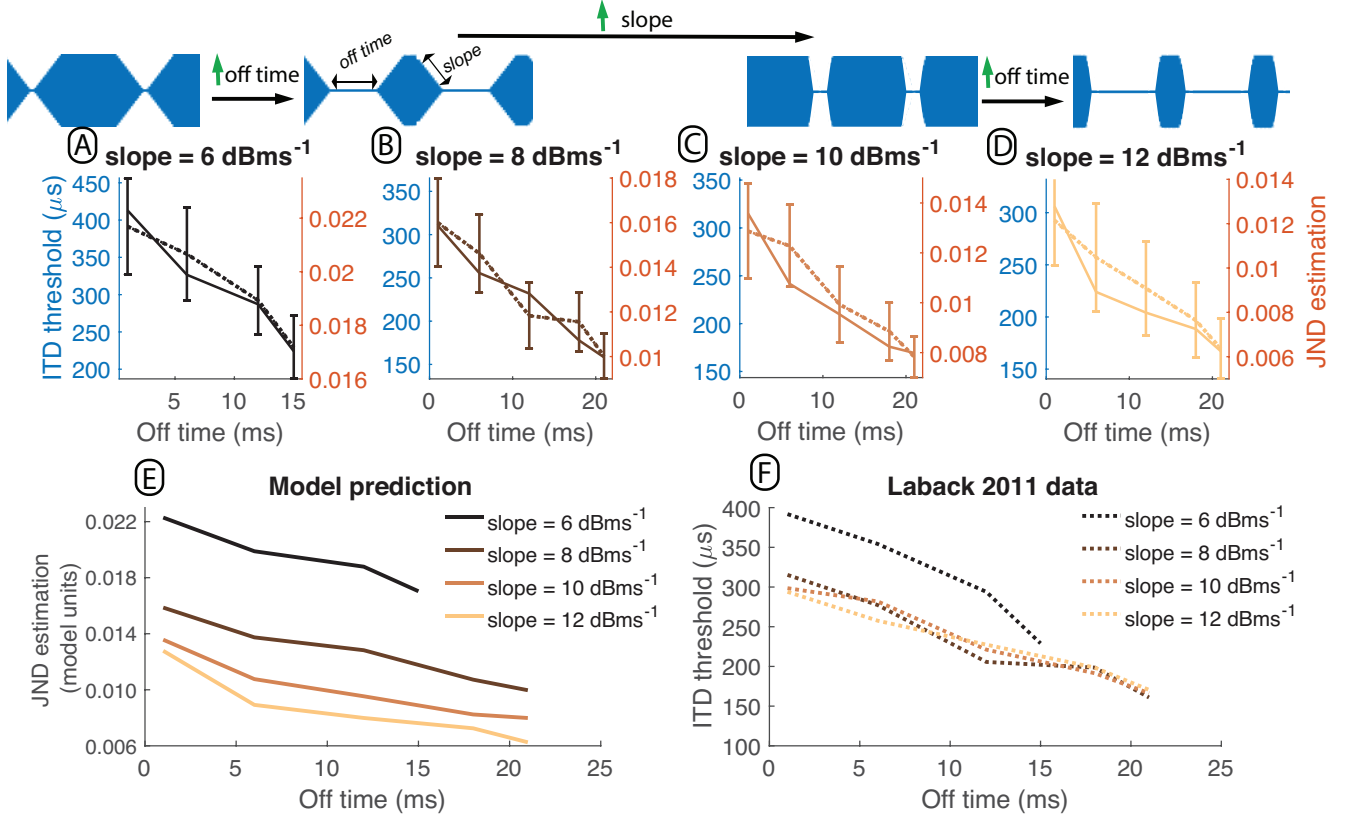 slope
off time
off time
slope
off time
A
slope = 6 dBms-1
B
slope = 8 dBms-1
C
slope = 10 dBms-1
D
slope = 12 dBms-1
ITD threshold (μs)
450
400
350
300
250
200
0.022
0.02
0.018
0.016
5
10
15
Off time (ms)
350
300
250
200
150
0.018
0.016
0.014
0.012
0.01
0
10
20
Off time (ms)
350
300
250
200
150
0.014
0.012
0.01
0.008
0
10
20
Off time (ms)
300
250
200
150
0.014
0.012
0.01
0.008
0.006
JND estimation
0
10
20
Off time (ms)
E
Model prediction
JND estimation
(model units)
0.022
0.018
0.014
0.010
0.006
slope = 6 dBms-1
slope = 8 dBms-1
slope = 10 dBms-1
slope = 12 dBms-1
0
5
10
15
20
25
Off time (ms)
F
Laback 2011 data
ITD threshold (μs)
400
350
300
250
200
150
100
slope = 6 dBms-1
slope = 8 dBms-1
slope = 10 dBms-1
slope = 12 dBms-1
0
5
10
15
20
25
Off time (ms)